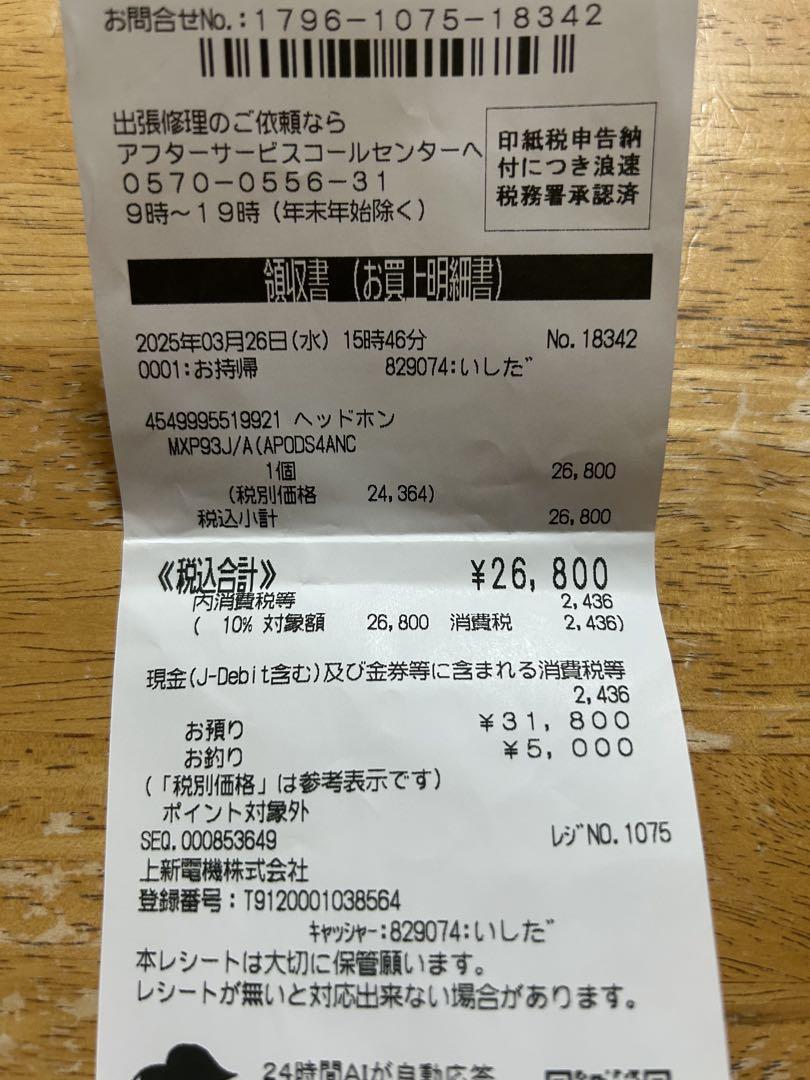 お問合せNo.:1796-1075-18342
出張修理のご依頼なら
アフターサービスコールセンターへ
0570-0556-31
9時～19時(年末年始除く)
印紙税申告納
付につき浪速
税務署承認済
領収書 (お買上明細書)
2025年03月26日(水) 15時46分 No.18342
0001:お持帰 829074:いしだ
4549995519921 ヘッドホン
MXP93J/A(APODS4ANC
1個 26,800
(税別価格 24,364)
税込小計 26,800
《税込合計》 ¥26,800
内消費税等 2,436
( 10% 対象額 26,800 消費税 2,436)
現金(J-Debit含む)及び金券等に含まれる消費税等
2,436
お預り ¥31,800
お釣り ¥5,000
(「税別価格」は参考表示です)
ポイント対象外
SEQ.000853649 ﾚｼﾞNO.1075
上新電機株式会社
登録番号:T9120001038564
ｷｬｯｼｬｰ:829074:いしだ
本レシートは大切に保管願います。
レシートが無いと対応出来ない場合があります。
24時間AIが自動応答